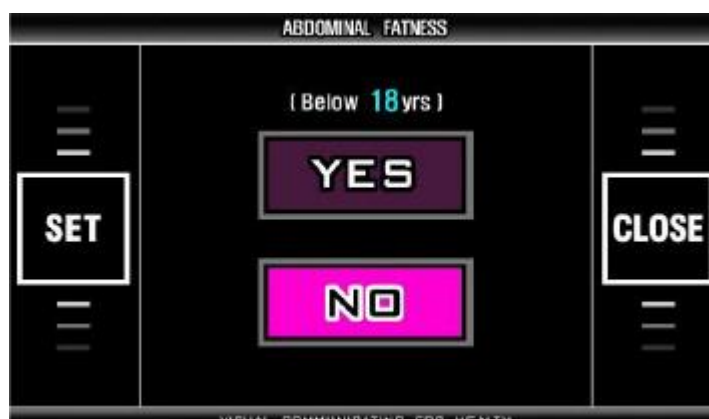 ABDOMINAL FATNESS
( Below 18 yrs )
YES
SET
CLOSE
NO